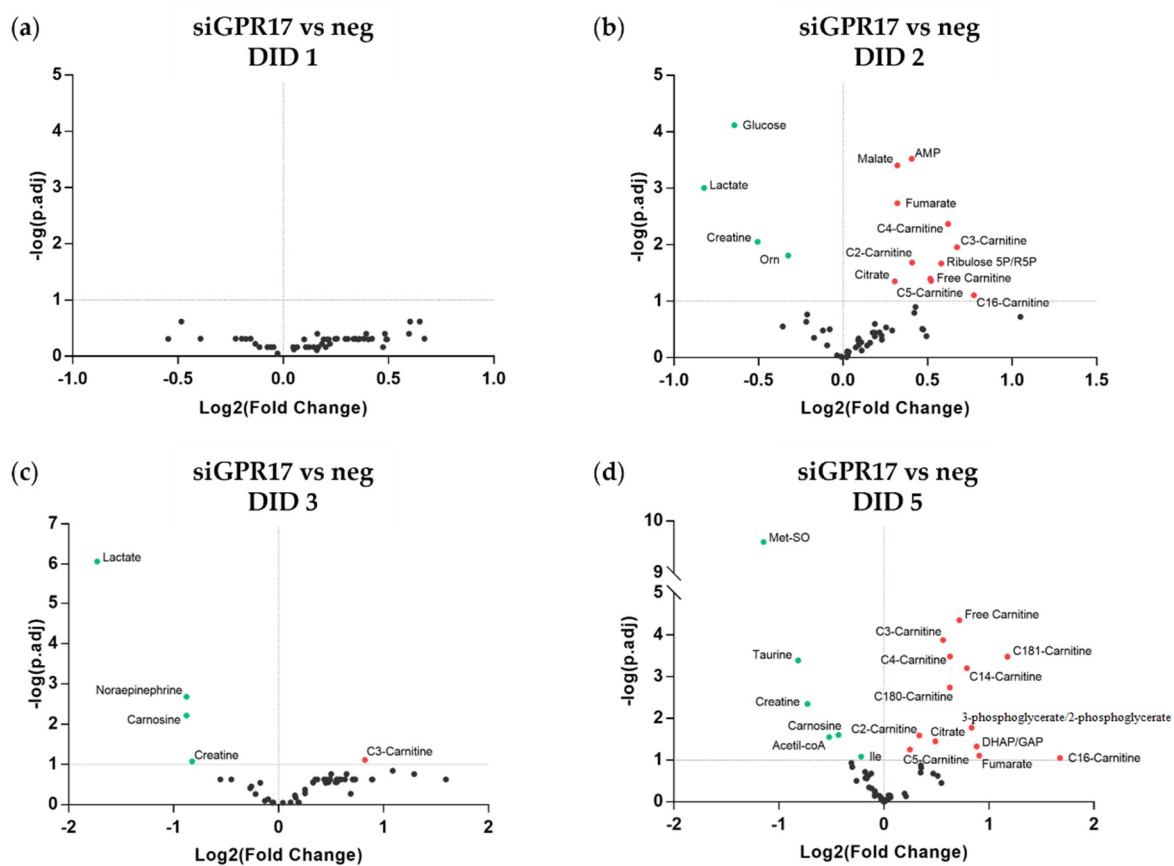 (a)
siGPR17 vs neg
DID 1
5
4
3
2
1
0
-log(p.adj)
-1.0
-0.5
0.0
0.5
1.0
Log2(Fold Change)
(b)
siGPR17 vs neg
DID 2
5
4
3
2
1
0
-log(p.adj)
Glucose
AMP
Malate
Lactate
Fumarate
C4-Carnitine
Creatine
C3-Carnitine
C2-Carnitine
Orn
Ribulose 5P/R5P
Citrate
Free Carnitine
C5-Carnitine
C16-Carnitine
-1.0
-0.5
0.0
0.5
1.0
1.5
Log2(Fold Change)
(c)
siGPR17 vs neg
DID 3
7
6
5
4
3
2
1
0
-log(p.adj)
Lactate
Noraepinephrine
Carnosine
Creatine
C3-Carnitine
-2
-1
0
1
2
Log2(Fold Change)
(d)
siGPR17 vs neg
DID 5
10
9
5
4
3
2
1
0
-log(p.adj)
Met-SO
Free Carnitine
C3-Carnitine
Taurine
C4-Carnitine
C181-Carnitine
C14-Carnitine
Creatine
C180-Carnitine
3-phosphoglycerate/2-phosphoglycerate
Carnosine
C2-Carnitine
Citrate
Acetil-coA
DHAP/GAP
Ile
C5-Carnitine
Fumarate
C16-Carnitine
-2
-1
0
1
2
Log2(Fold Change)